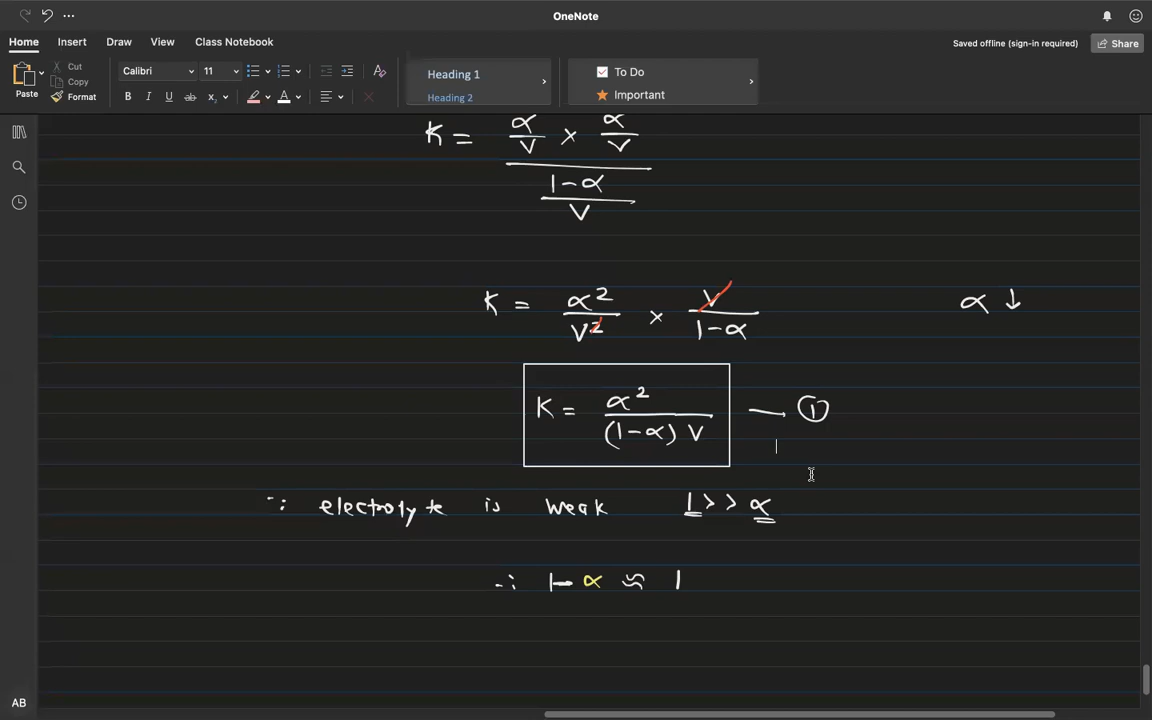 OneNote
Home Insert Draw View Class Notebook
Saved offline (sign-in required) Share
Paste Cut Copy Format
Calibri 11
B I U ab x₂ A
Heading 1
Heading 2
To Do
Important
K = α/V × α/V / (1-α)/V
K = α²/V² × V/1-α α ↓
K = α²/(1-α) V — ①
∵ electrolyte is weak 1 > > α
∴ 1 - α ≈ 1
AB